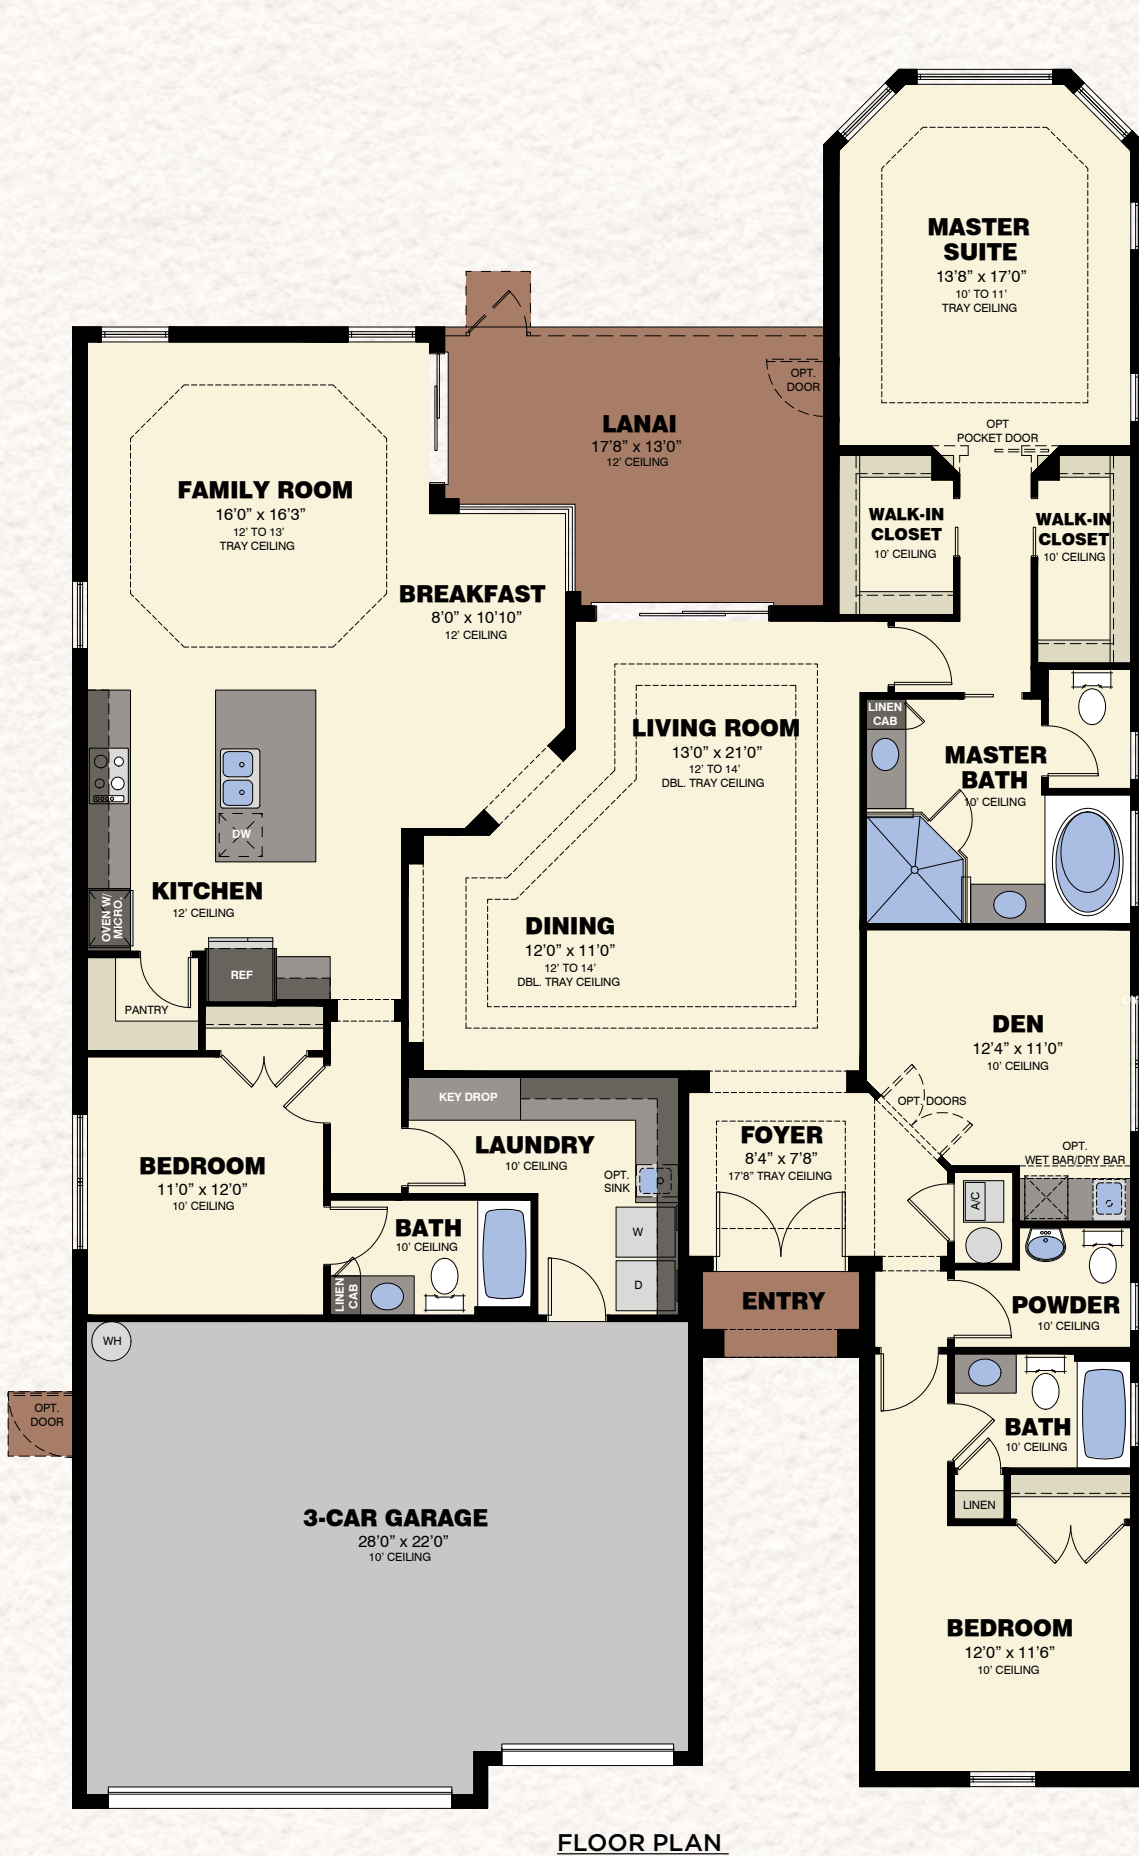 MASTER
SUITE
13'8" x 17'0"
10' TO 11'
TRAY CEILING
OPT.
DOOR
LANAI
17'8" x 13'0"
12' CEILING
OPT
POCKET DOOR
FAMILY ROOM
16'0" x 16'3"
12' TO 13'
TRAY CEILING
WALK-IN
CLOSET
10' CEILING
WALK-IN
CLOSET
10' CEILING
BREAKFAST
8'0" x 10'10"
12' CEILING
LIVING ROOM
13'0" x 21'0"
12' TO 14'
DBL. TRAY CEILING
LINEN
CAB
MASTER
BATH
10' CEILING
DW
KITCHEN
12' CEILING
OVEN W/
MICRO.
REF
PANTRY
DINING
12'0" x 11'0"
12' TO 14'
DBL. TRAY CEILING
DEN
12'4" x 11'0"
10' CEILING
OPT. DOORS
OPT.
WET BAR/DRY BAR
KEY DROP
LAUNDRY
10' CEILING
OPT.
SINK
W
D
FOYER
8'4" x 7'8"
17'8" TRAY CEILING
A/C
BEDROOM
11'0" x 12'0"
10' CEILING
BATH
10' CEILING
LINEN
CAB
ENTRY
POWDER
10' CEILING
WH
OPT.
DOOR
BATH
10' CEILING
LINEN
3-CAR GARAGE
28'0" x 22'0"
10' CEILING
BEDROOM
12'0" x 11'6"
10' CEILING
FLOOR PLAN